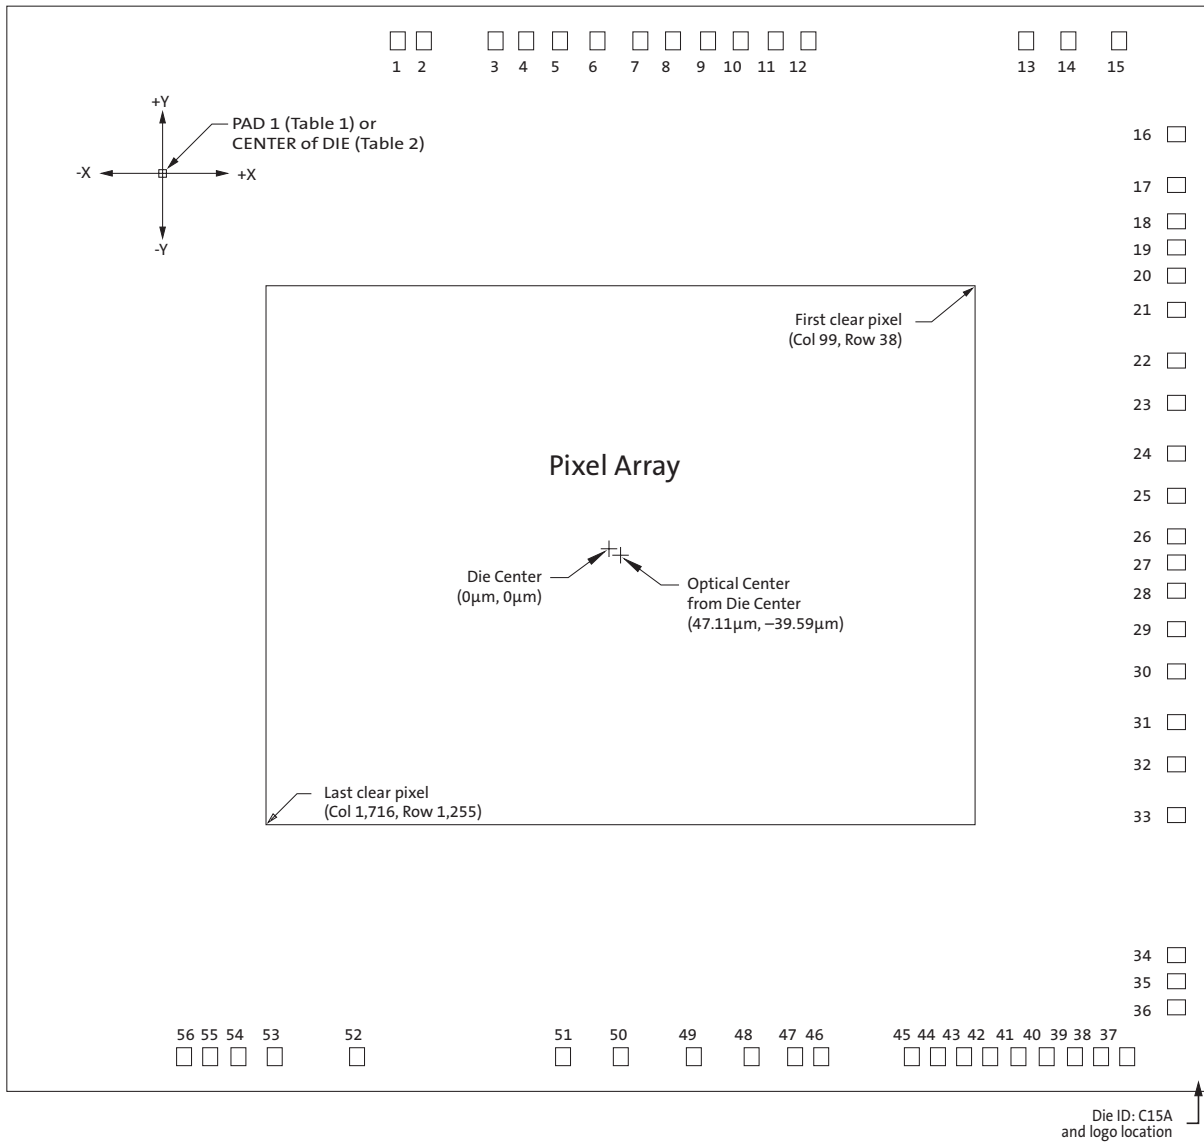 1 2 3 4 5 6 7 8 9 10 11 12 13 14 15
+Y
PAD 1 (Table 1) or
CENTER of DIE (Table 2)
-X
+X
-Y
16
17
18
19
20
21
22
23
24
25
26
27
28
29
30
31
32
33
34
35
36
First clear pixel
(Col 99, Row 38)
Pixel Array
Die Center
(0µm, 0µm)
Optical Center
from Die Center
(47.11µm, –39.59µm)
Last clear pixel
(Col 1,716, Row 1,255)
56 55 54 53 52 51 50 49 48 47 46 45 44 43 42 41 40 39 38 37
Die ID: C15A
and logo location